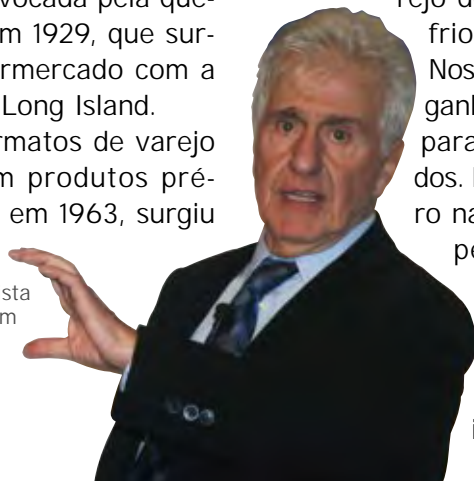 vocada pela que-
m 1929, que sur-
rmercado com a
Long Island.
rmatos de varejo
m produtos pré-
em 1963, surgiu
sta
m
rejo d
frio
Nos
ganh
para
dos.
ro na
pe
i